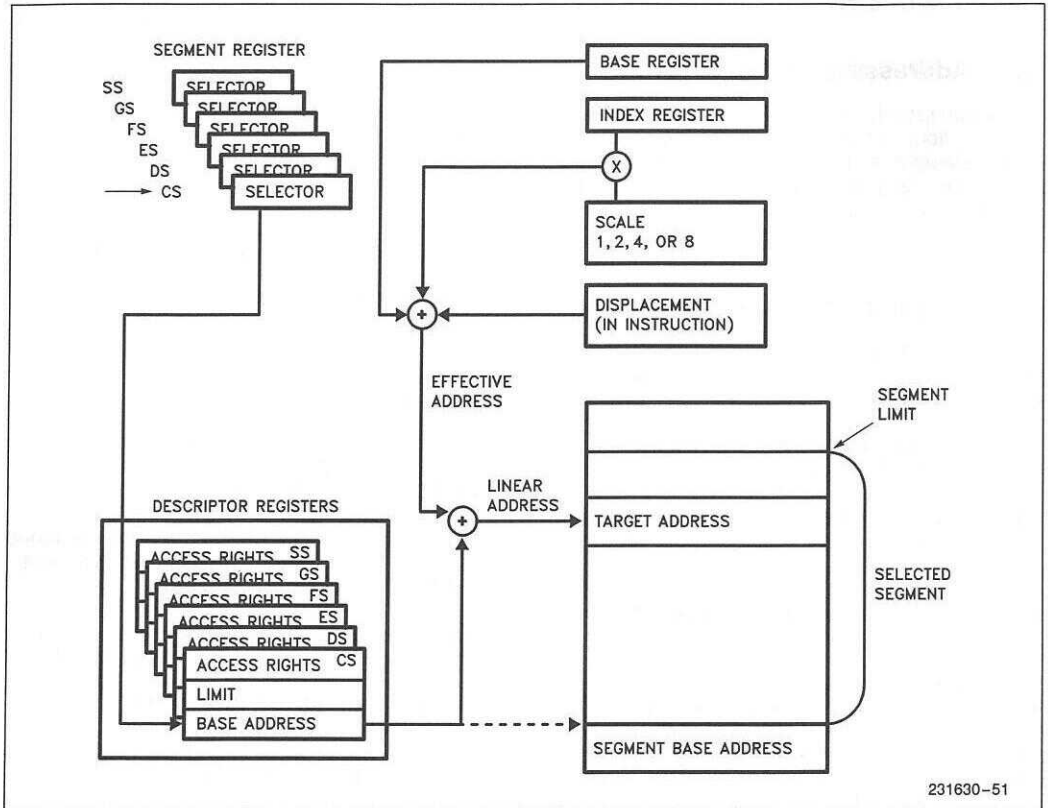 SEGMENT REGISTER
SS
GS
FS
ES
DS
CS
SELECTOR
SELECTOR
SELECTOR
SELECTOR
SELECTOR
SELECTOR
BASE REGISTER
INDEX REGISTER
X
SCALE
1, 2, 4, OR 8
+
DISPLACEMENT
(IN INSTRUCTION)
EFFECTIVE
ADDRESS
SEGMENT
LIMIT
LINEAR
ADDRESS
+
TARGET ADDRESS
SELECTED
SEGMENT
SEGMENT BASE ADDRESS
DESCRIPTOR REGISTERS
ACCESS RIGHTS SS
ACCESS RIGHTS GS
ACCESS RIGHTS FS
ACCESS RIGHTS ES
ACCESS RIGHTS DS
ACCESS RIGHTS CS
LIMIT
BASE ADDRESS
231630-51